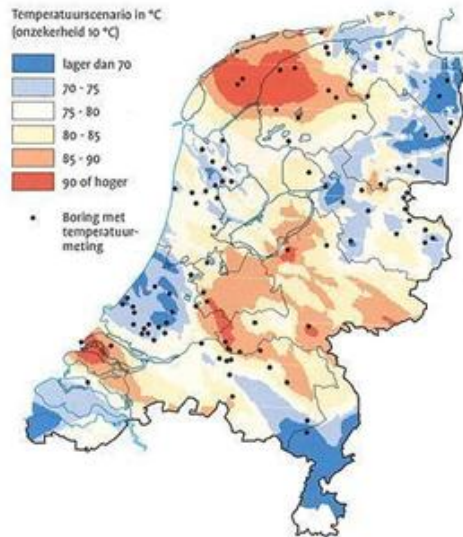 Temperatuurscenario in °C
(onzekerheid 10 °C)
lager dan 70
70 - 75
75 - 80
80 - 85
85 - 90
90 of hoger
Boring met
temperatuur-
meting